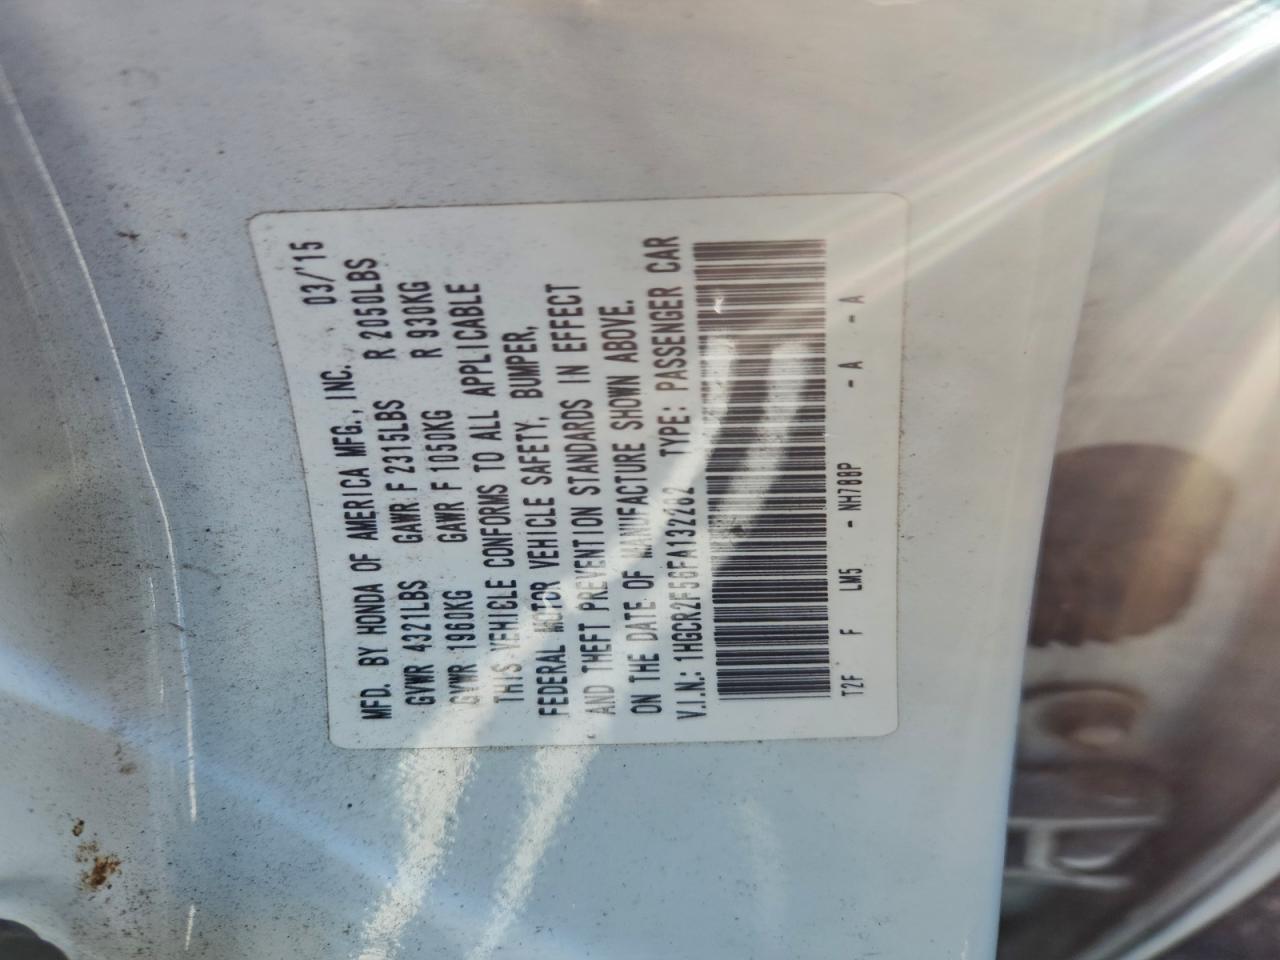 MFD. BY HONDA OF AMERICA MFG., INC. 03/'15
GVWR 4321LBS GAWR F 2315LBS R 2050LBS
GVWR 1960KG GAWR F 1050KG R 930KG
THIS VEHICLE CONFORMS TO ALL APPLICABLE
FEDERAL MOTOR VEHICLE SAFETY, BUMPER,
AND THEFT PREVENTION STANDARDS IN EFFECT
ON THE DATE OF MANUFACTURE SHOWN ABOVE.
V.I.N.: TYPE: PASSENGER CAR
T2F F LM5 - NH788P - A - A